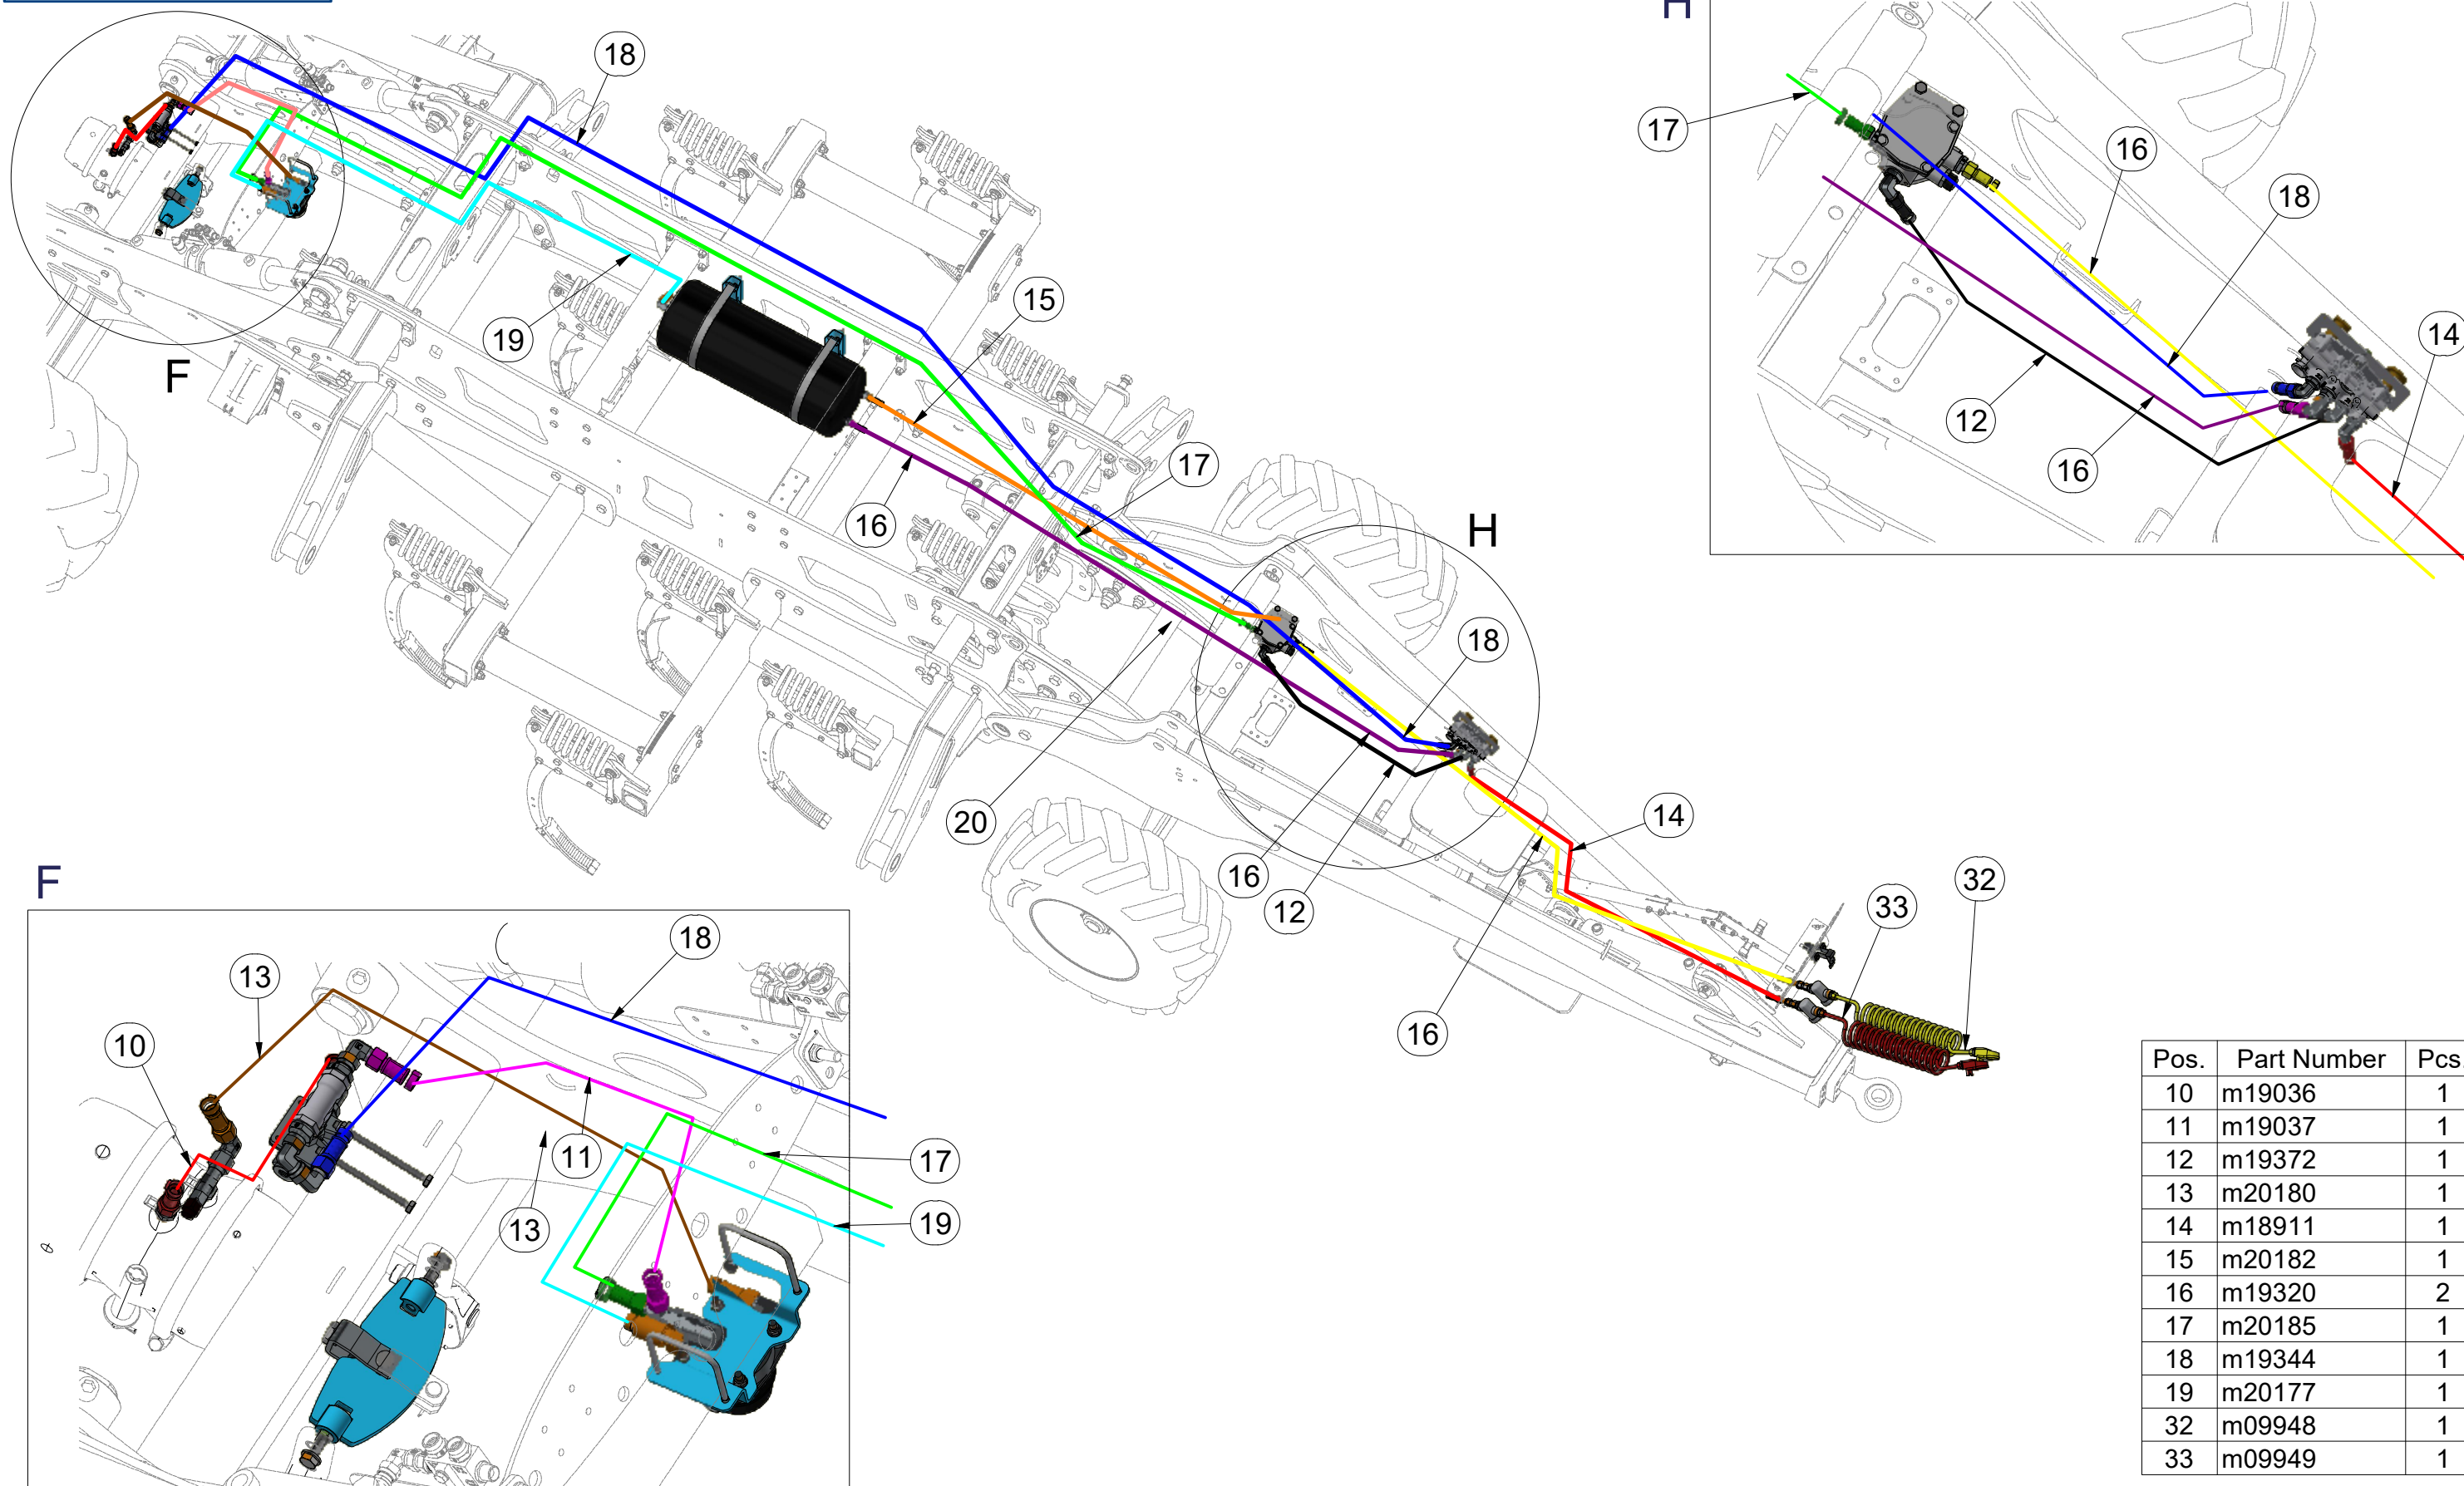 H
17
16
18
14
12
16
18
F
19
15
17
16
H
18
20
16
12
14
16
33
32
F
18
13
10
11
13
17
19
Pos. Part Number Pcs.
10 m19036 1
11 m19037 1
12 m19372 1
13 m20180 1
14 m18911 1
15 m20182 1
16 m19320 2
17 m20185 1
18 m19344 1
19 m20177 1
32 m09948 1
33 m09949 1